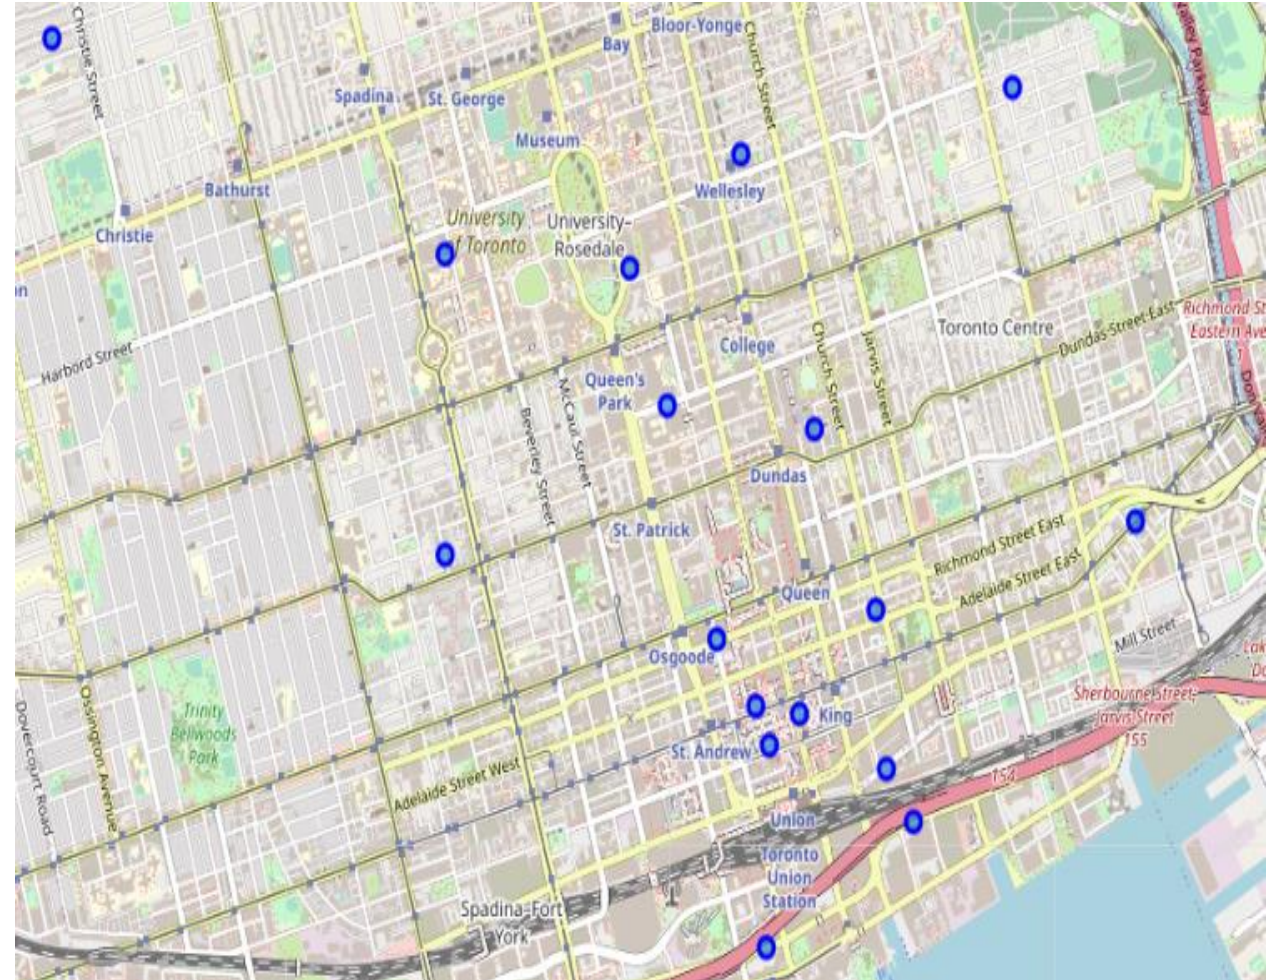 Christie Street
Bloor-Yonge
Church Street
Valley Parkway
Bay
Spadina
St. George
Museum
Bathurst
Wellesley
Christie
University
of Toronto
University-
Rosedale
on
Harbord Street
Richmond St
Eastern Ave
Toronto Centre
Dundas Street East
College
Church Street
Jarvis Street
Queen's
Park
McCaul Street
Beverley Street
Dundas
St. Patrick
Richmond Street East
Adelaide Street East
Queen
Mill Street
Osgoode
Dovercourt Road
Ossington Avenue
Trinity
Bellwoods
Park
King
St. Andrew
Sherbourne Street;
Jarvis Street
155
154
Adelaide Street West
Union
Toronto
Union
Station
Spadina-Fort
York